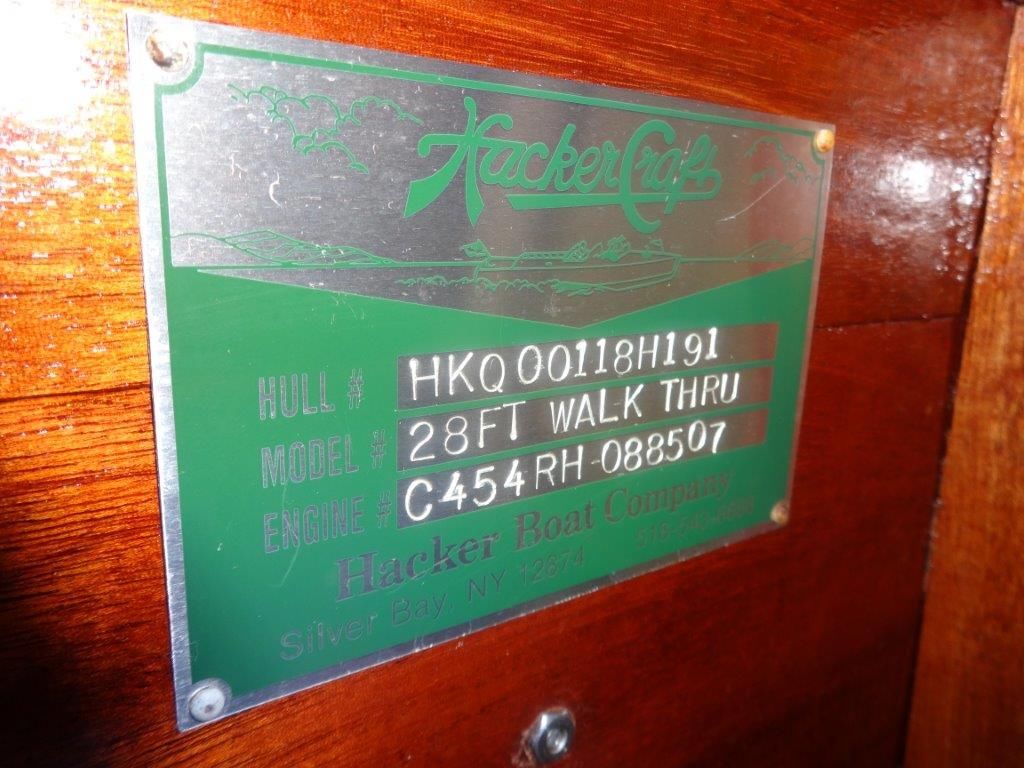 HackerCraft
HULL # HKQ00118H191
MODEL # 28FT WALK THRU
ENGINE # C454RH-088507
Hacker Boat Company
Silver Bay, NY 12874